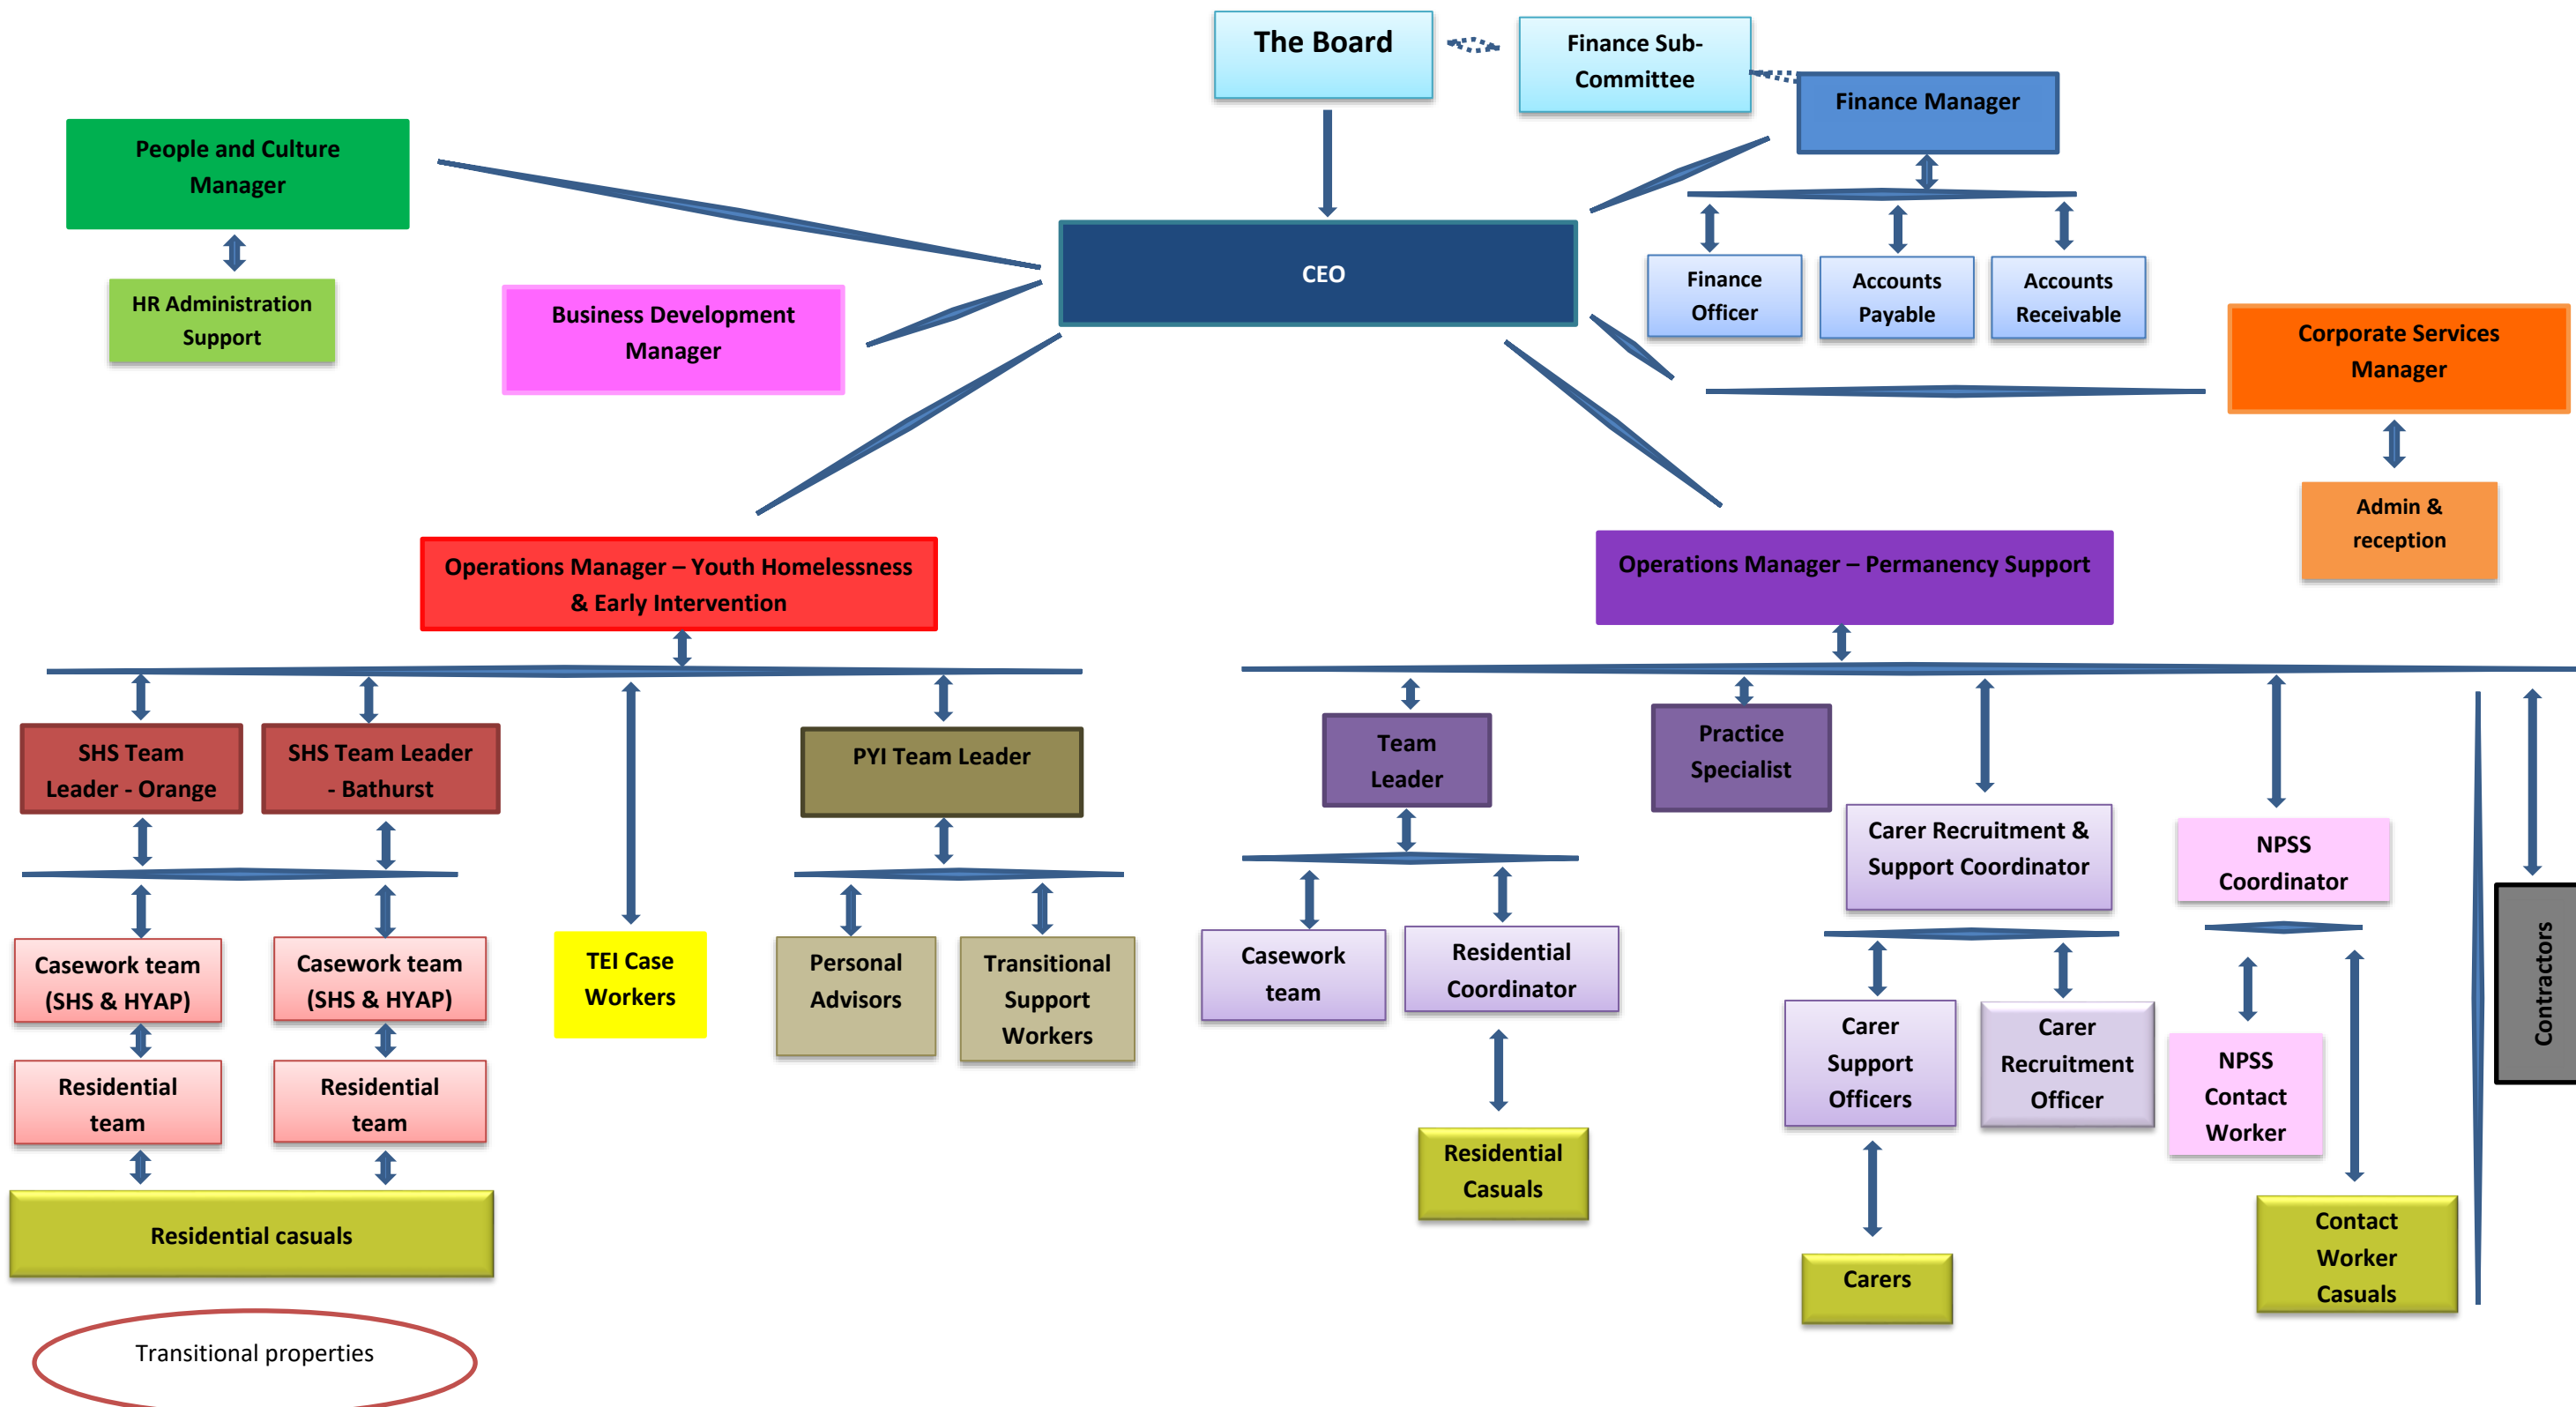 The Board
Finance Sub-
Committee
Finance Manager
People and Culture
Manager
CEO
Finance
Officer
Accounts
Payable
Accounts
Receivable
HR Administration
Support
Business Development
Manager
Corporate Services
Manager
Admin &
reception
Operations Manager – Youth Homelessness
& Early Intervention
Operations Manager – Permanency Support
SHS Team
Leader - Orange
SHS Team Leader
- Bathurst
PYI Team Leader
Team
Leader
Practice
Specialist
Carer Recruitment &
Support Coordinator
NPSS
Coordinator
Contractors
Casework team
(SHS & HYAP)
Casework team
(SHS & HYAP)
TEI Case
Workers
Personal
Advisors
Transitional
Support
Workers
Casework
team
Residential
Coordinator
Carer
Support
Officers
Carer
Recruitment
Officer
NPSS
Contact
Worker
Residential
team
Residential
team
Residential
Casuals
Residential casuals
Carers
Contact
Worker
Casuals
Transitional properties